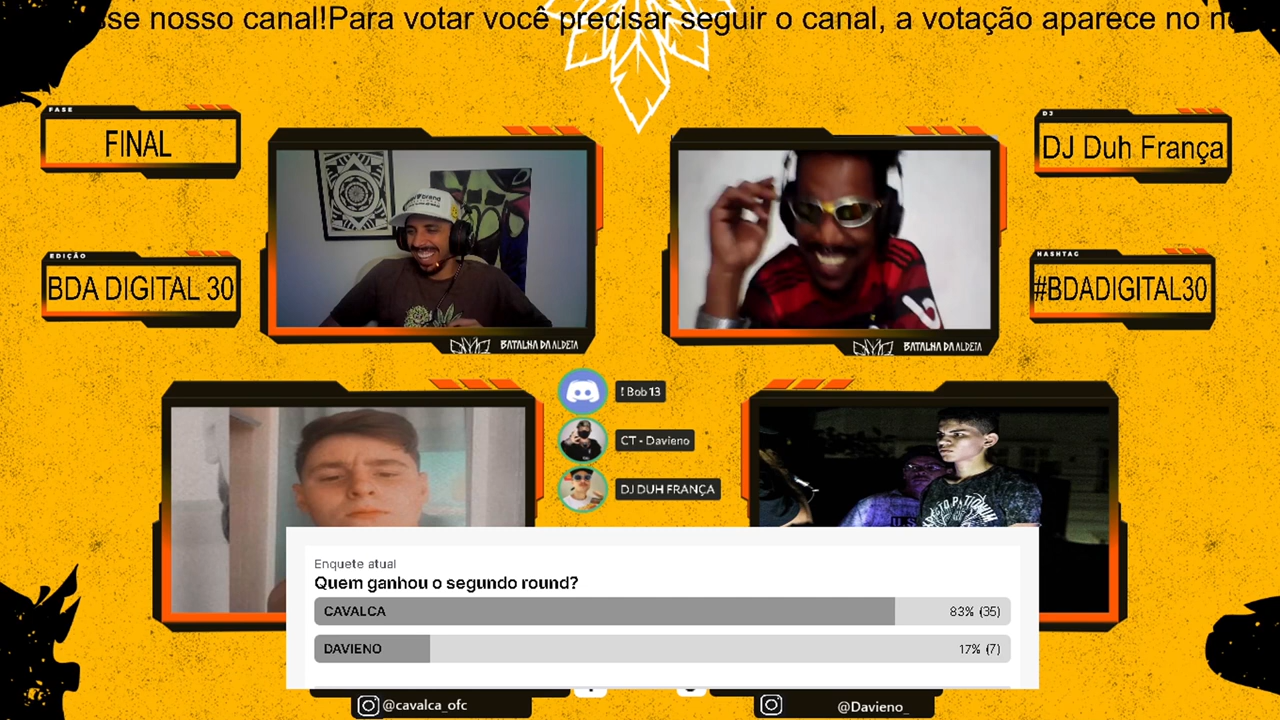 sse nosso canal!Para votar você precisar seguir o canal, a votação aparece no n
FASE
FINAL
DJ
DJ Duh França
EDIÇÃO
BDA DIGITAL 30
HASHTAG
#BDADIGITAL30
BATALHA DA ALDEIA
BATALHA DA ALDEIA
! Bob 13
CT - Davieno
DJ DUH FRANÇA
Enquete atual
Quem ganhou o segundo round?
CAVALCA 83% (35)
DAVIENO 17% (7)
@cavalca_ofc
@Davieno_